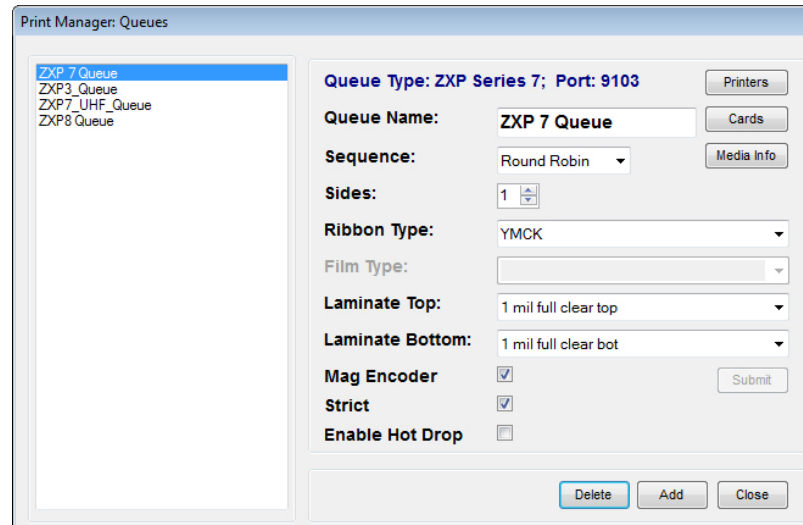 Print Manager: Queues
ZXP 7 Queue
ZXP3_Queue
ZXP7_UHF_Queue
ZXP8 Queue
Queue Type: ZXP Series 7; Port: 9103
Printers
Queue Name: ZXP 7 Queue
Cards
Sequence: Round Robin
Media Info
Sides: 1
Ribbon Type: YMCK
Film Type:
Laminate Top: 1 mil full clear top
Laminate Bottom: 1 mil full clear bot
Mag Encoder
Submit
Strict
Enable Hot Drop
Delete Add Close